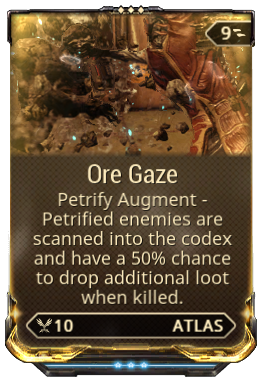 9
Ore Gaze
Petrify Augment -
Petrified enemies are
scanned into the codex
and have a 50% chance
to drop additional loot
when killed.
10 ATLAS